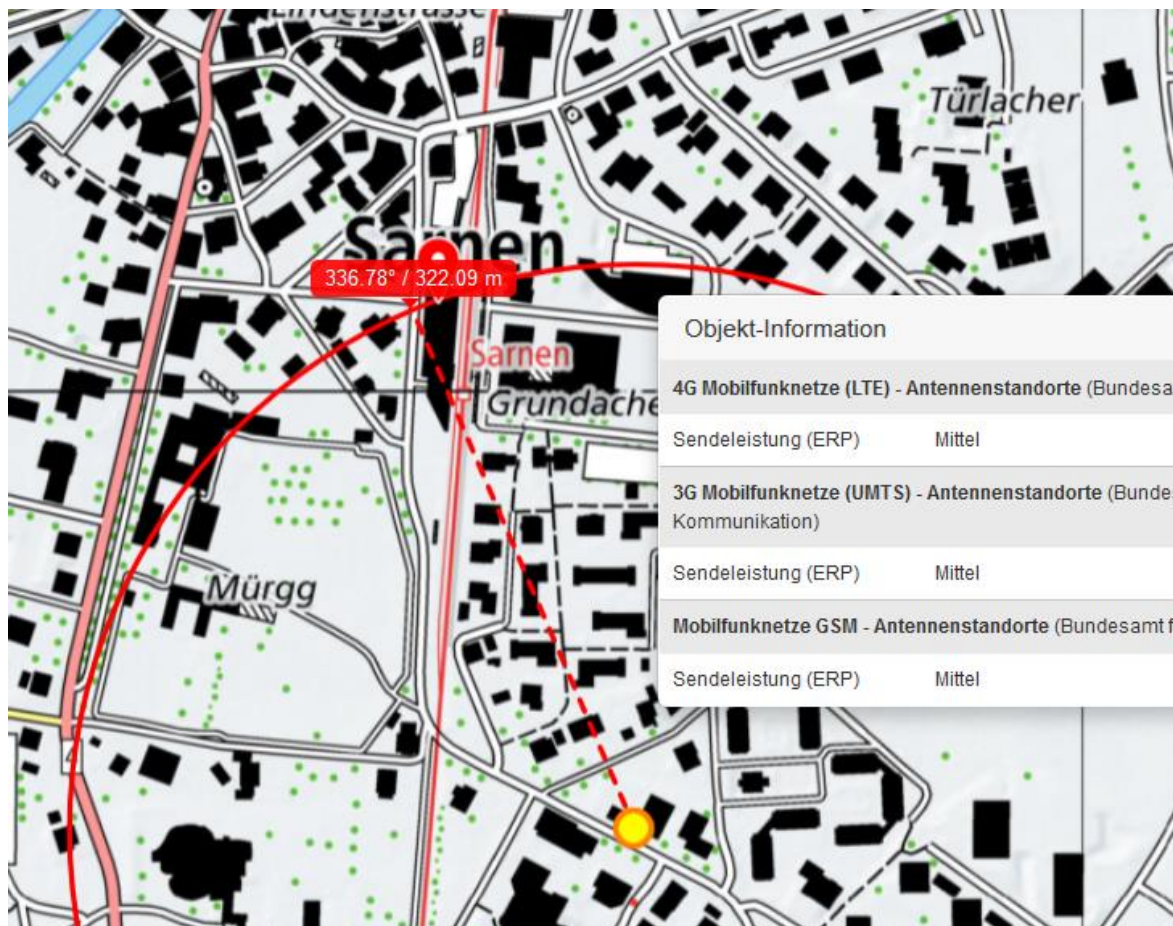 Lindenstrasse
Türlacher
Sarnen
336.78° / 322.09 m
Sarnen
Grundache
Mürgg
Objekt-Information
4G Mobilfunknetze (LTE) - Antennenstandorte (Bundesa
Sendeleistung (ERP) Mittel
3G Mobilfunknetze (UMTS) - Antennenstandorte (Bunde
Kommunikation)
Sendeleistung (ERP) Mittel
Mobilfunknetze GSM - Antennenstandorte (Bundesamt f
Sendeleistung (ERP) Mittel